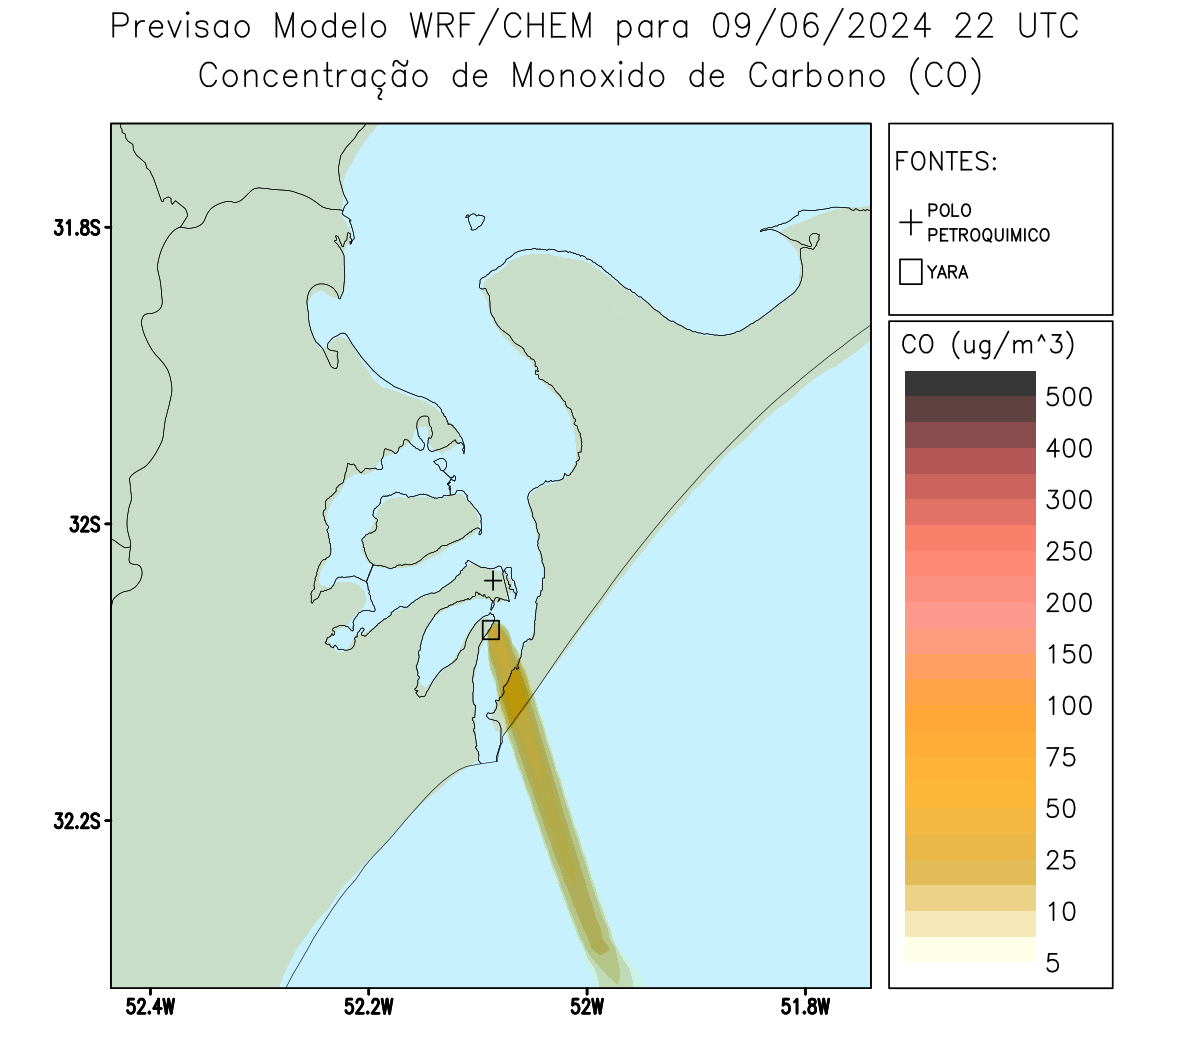 Previsao Modelo WRF/CHEM para 09/06/2024 22 UTC
Concentração de Monoxido de Carbono (CO)
FONTES:
POLO
PETROQUIMICO
YARA
CO (ug/m^3)
500
400
300
250
200
150
100
75
50
25
10
5
31.8S
32S
32.2S
52.4W
52.2W
52W
51.8W